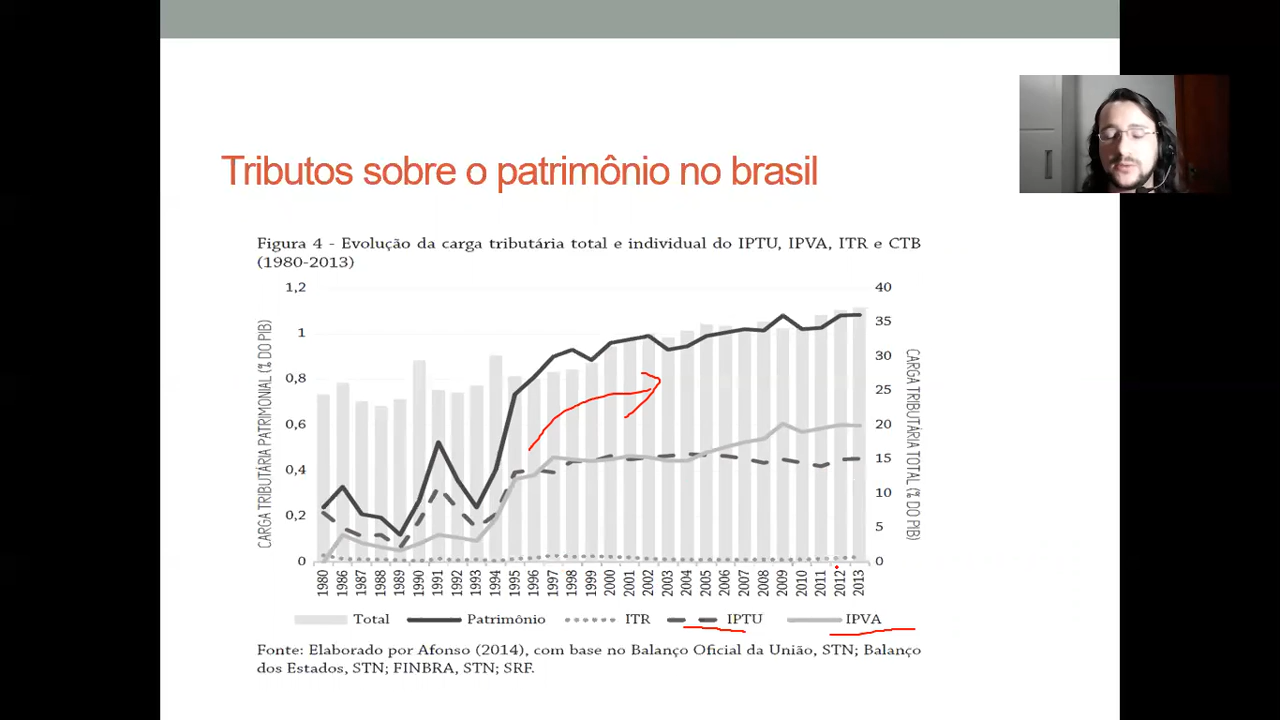 Tributos sobre o patrimônio no brasil
Figura 4 - Evolução da carga tributária total e individual do IPTU, IPVA, ITR e CTB
(1980-2013)
CARGA TRIBUTÁRIA PATRIMONIAL (% DO PIB)
1,2
1
0,8
0,6
0,4
0,2
0
40
35
30
25
20
15
10
5
0
CARGA TRIBUTÁRIA TOTAL (% DO PIB)
1980 1986 1987 1988 1989 1990 1991 1992 1993 1994 1995 1996 1997 1998 1999 2000 2001 2002 2003 2004 2005 2006 2007 2008 2009 2010 2011 2012 2013
Total Patrimônio ITR IPTU IPVA
Fonte: Elaborado por Afonso (2014), com base no Balanço Oficial da União, STN; Balanço
dos Estados, STN; FINBRA, STN; SRF.